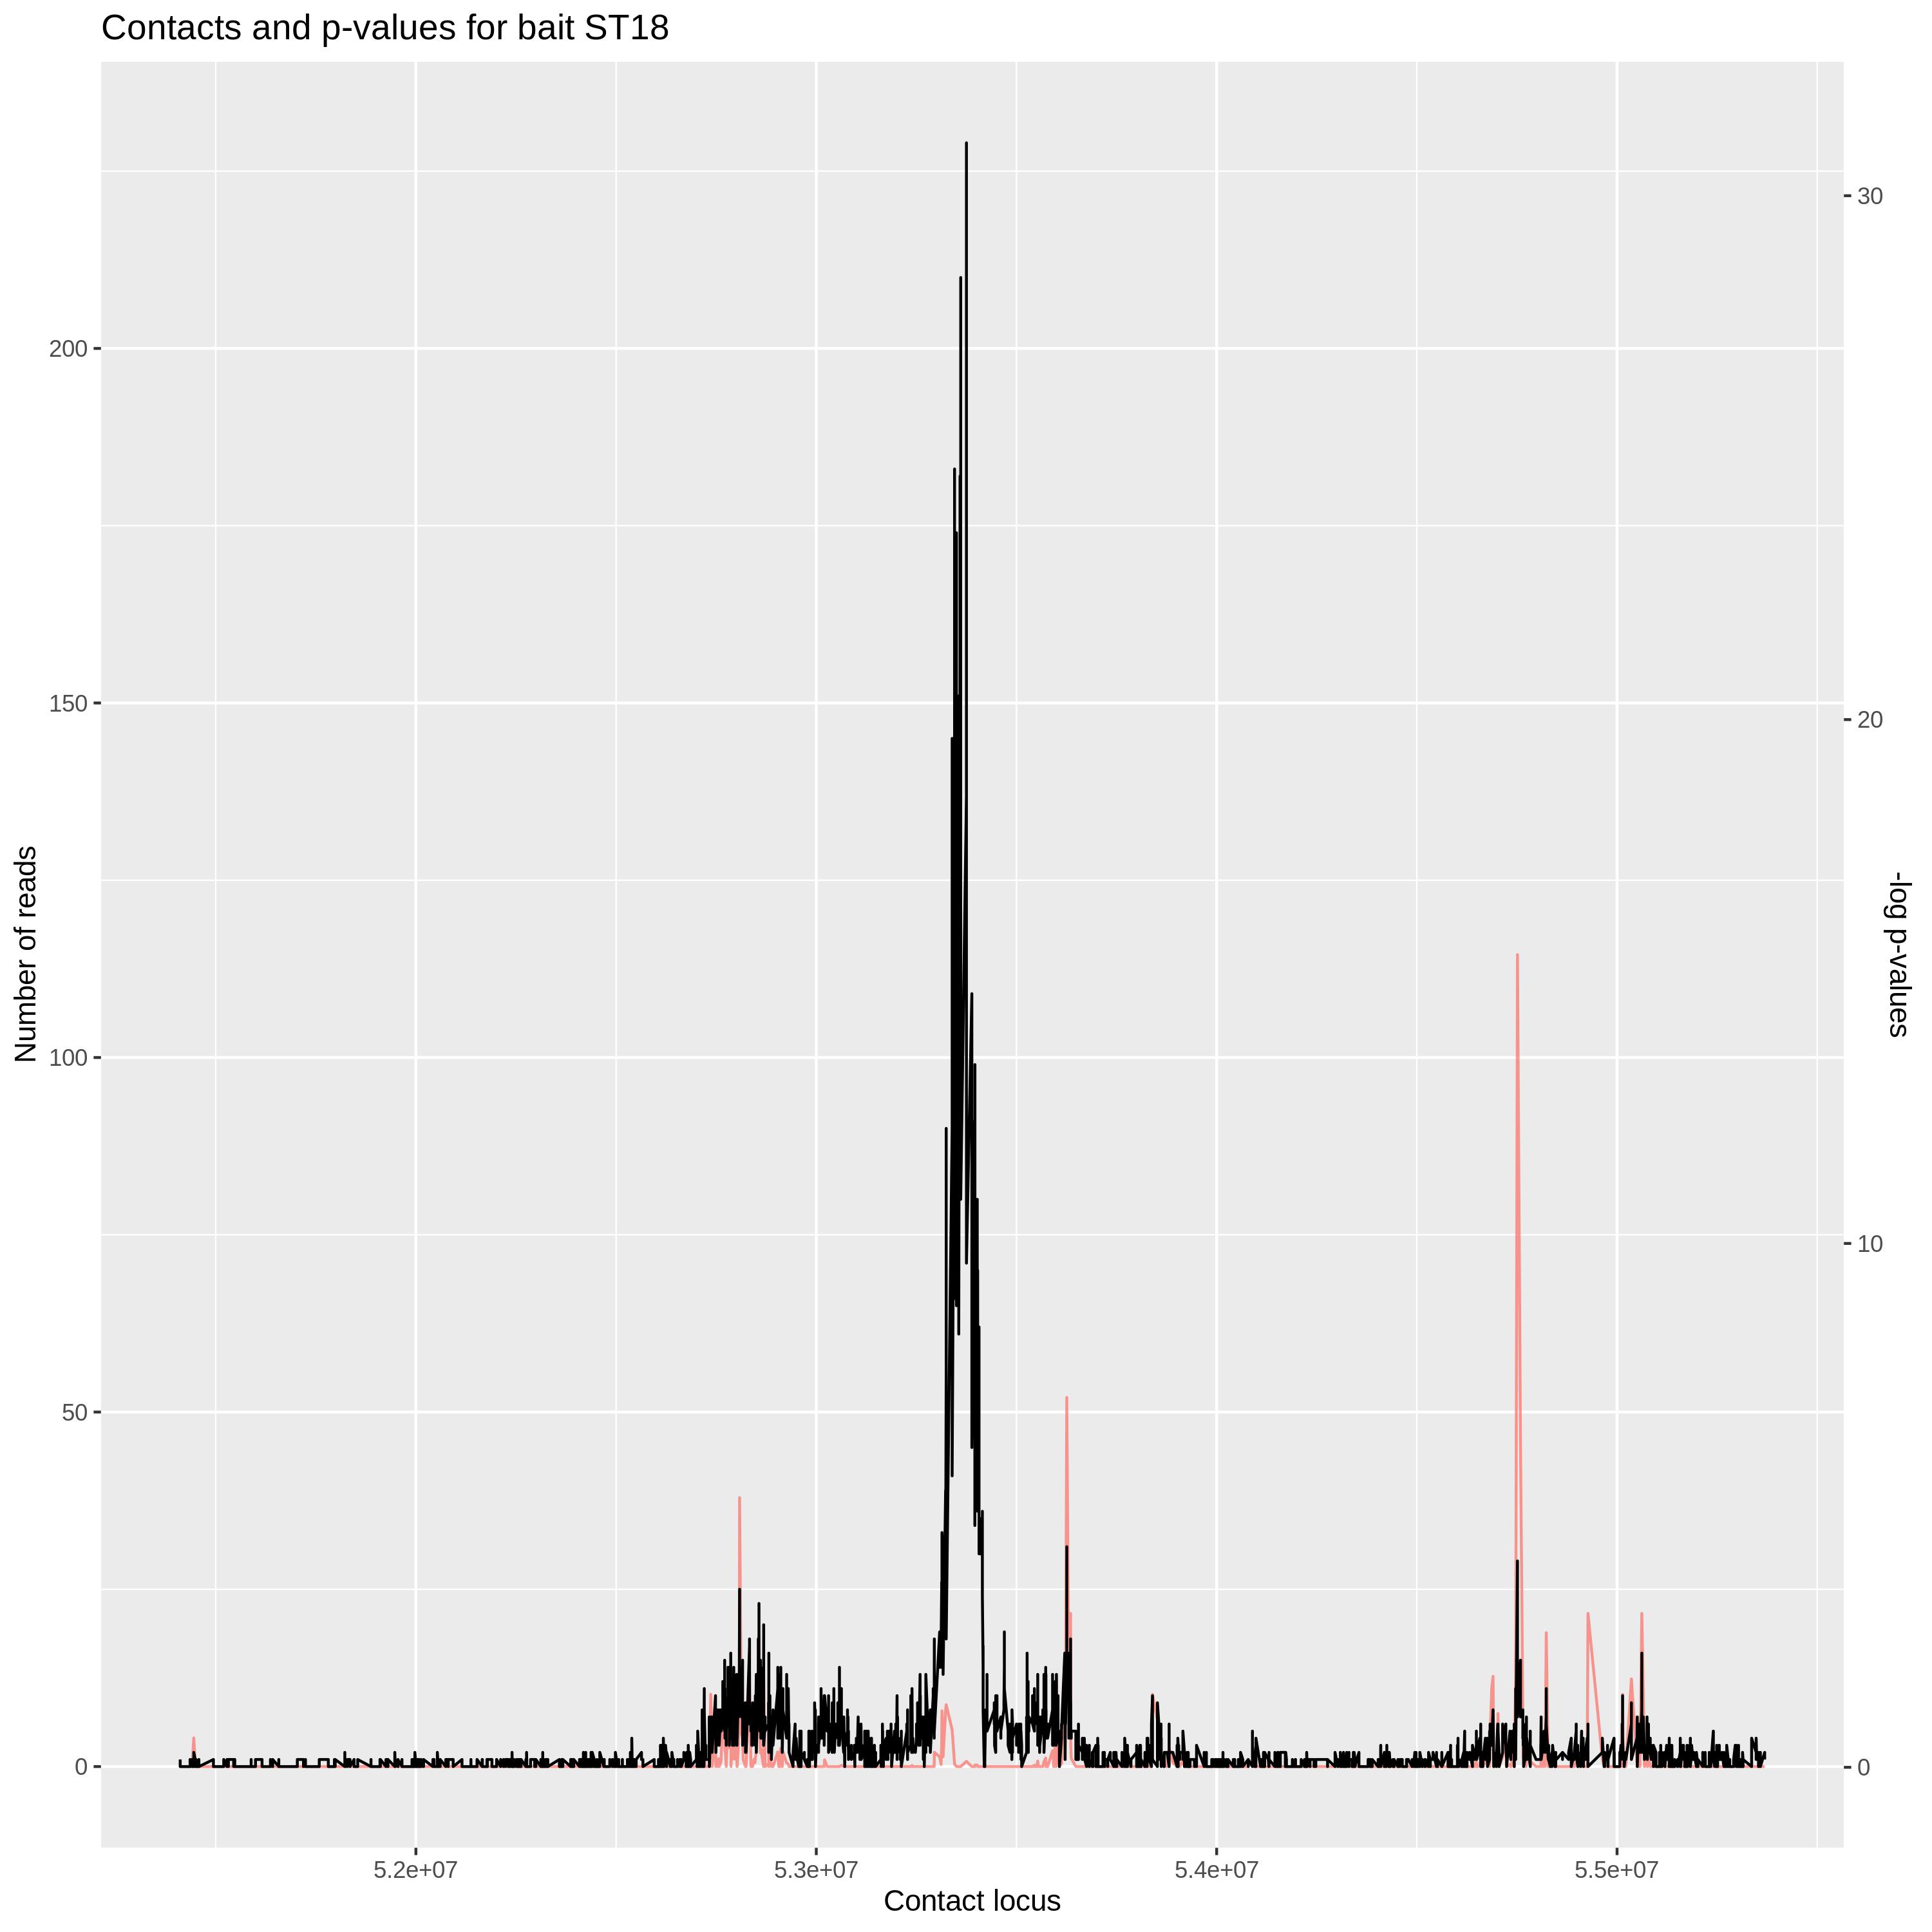 Contacts and p-values for bait ST18
Number of reads
200
150
100
50
0
30
20
10
0
-log p-values
5.2e+07 5.3e+07 5.4e+07 5.5e+07
Contact locus